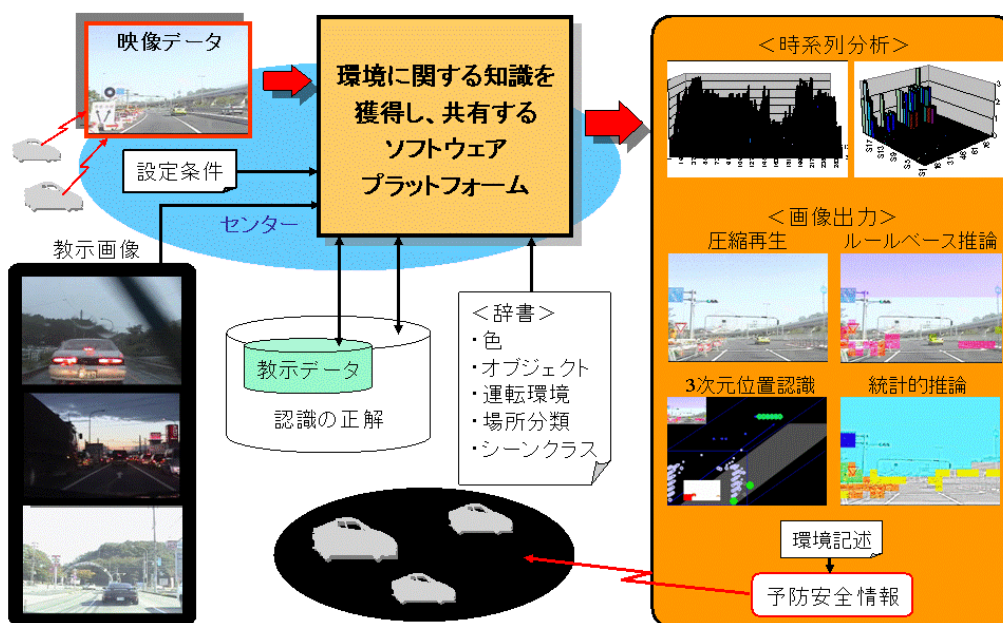 映像データ
環境に関する知識を
獲得し、共有する
ソフトウェア
プラットフォーム
設定条件
センター
教示画像
教示データ
認識の正解
＜辞書＞
・色
・オブジェクト
・運転環境
・場所分類
・シーンクラス
＜時系列分析＞
＜画像出力＞
圧縮再生
ルールベース推論
3次元位置認識
統計的推論
環境記述
予防安全情報